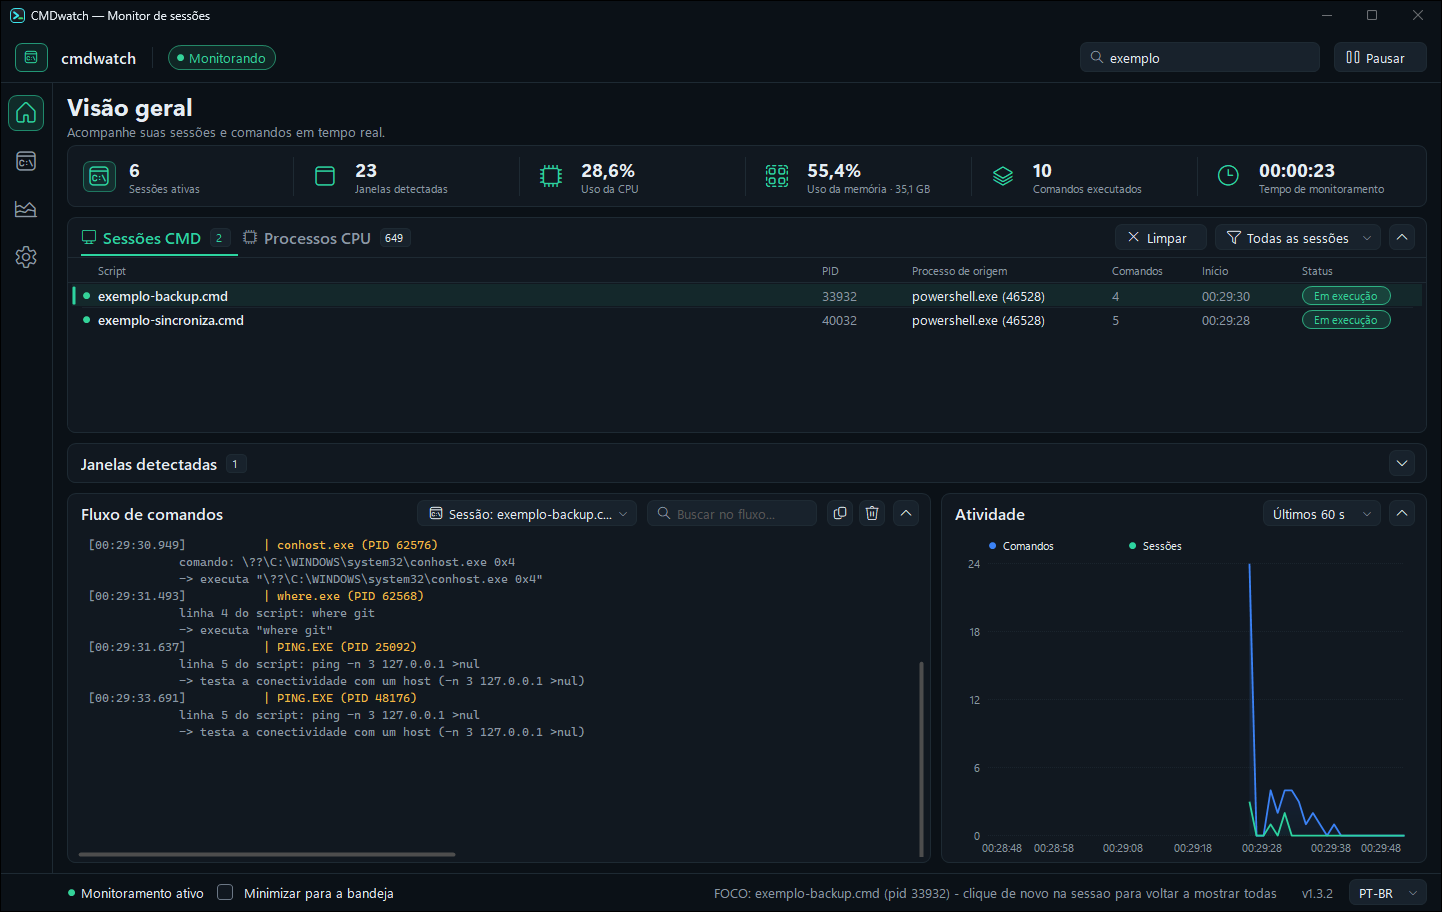 CMDwatch — Monitor de sessões
cmdwatch
Monitorando
exemplo
Pausar
Visão geral
Acompanhe suas sessões e comandos em tempo real.
6
Sessões ativas
23
Janelas detectadas
28,6%
Uso da CPU
55,4%
Uso da memória · 35,1 GB
10
Comandos executados
00:00:23
Tempo de monitoramento
Sessões CMD 2
Processos CPU 649
Limpar
Todas as sessões
Script PID Processo de origem Comandos Início Status
exemplo-backup.cmd 33932 powershell.exe (46528) 4 00:29:30 Em execução
exemplo-sincroniza.cmd 40032 powershell.exe (46528) 5 00:29:28 Em execução
Janelas detectadas 1
Fluxo de comandos
Sessão: exemplo-backup.c...
Buscar no fluxo...
[00:29:30.949] | conhost.exe (PID 62576)
comando: \??\C:\WINDOWS\system32\conhost.exe 0x4
-> executa "\??\C:\WINDOWS\system32\conhost.exe 0x4"
[00:29:31.493] | where.exe (PID 62568)
linha 4 do script: where git
-> executa "where git"
[00:29:31.637] | PING.EXE (PID 25092)
linha 5 do script: ping -n 3 127.0.0.1 >nul
-> testa a conectividade com um host (-n 3 127.0.0.1 >nul)
[00:29:33.691] | PING.EXE (PID 48176)
linha 5 do script: ping -n 3 127.0.0.1 >nul
-> testa a conectividade com um host (-n 3 127.0.0.1 >nul)
Atividade
Últimos 60 s
Comandos Sessões
24
18
12
6
0
00:28:48 00:28:58 00:29:08 00:29:18 00:29:28 00:29:38 00:29:48
Monitoramento ativo
Minimizar para a bandeja
FOCO: exemplo-backup.cmd (pid 33932) - clique de novo na sessao para voltar a mostrar todas
v1.3.2
PT-BR